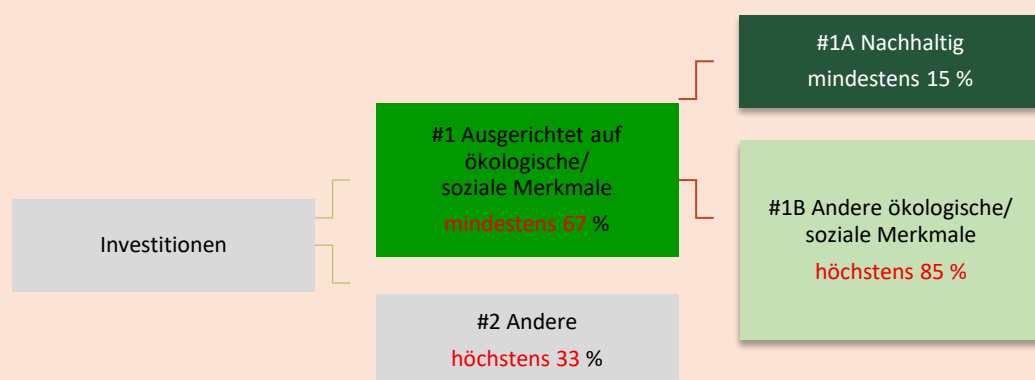 #1A Nachhaltig
mindestens 15 %
#1 Ausgerichtet auf
ökologische/
soziale Merkmale
mindestens 67 %
#1B Andere ökologische/
soziale Merkmale
höchstens 85 %
Investitionen
#2 Andere
höchstens 33 %